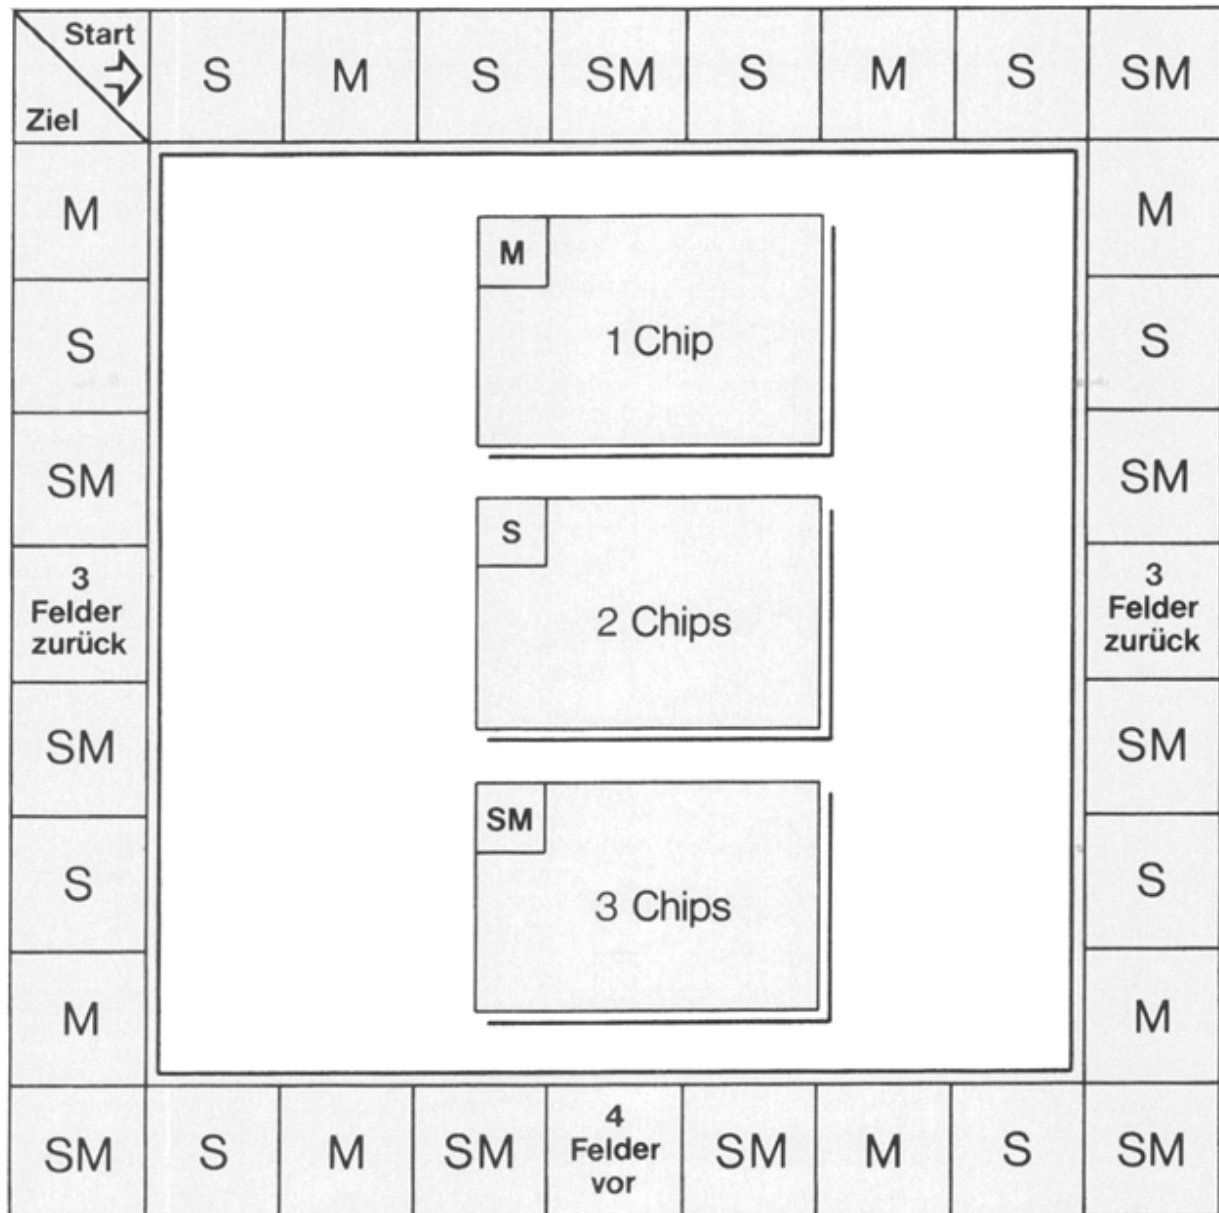 Start
Ziel
S M S SM S M S SM
M
M
M
1 Chip
S
S
SM
SM
S
2 Chips
3
Felder
zurück
3
Felder
zurück
SM
SM
SM
3 Chips
S
S
M
M
SM S M SM
4
Felder
vor
SM M S SM